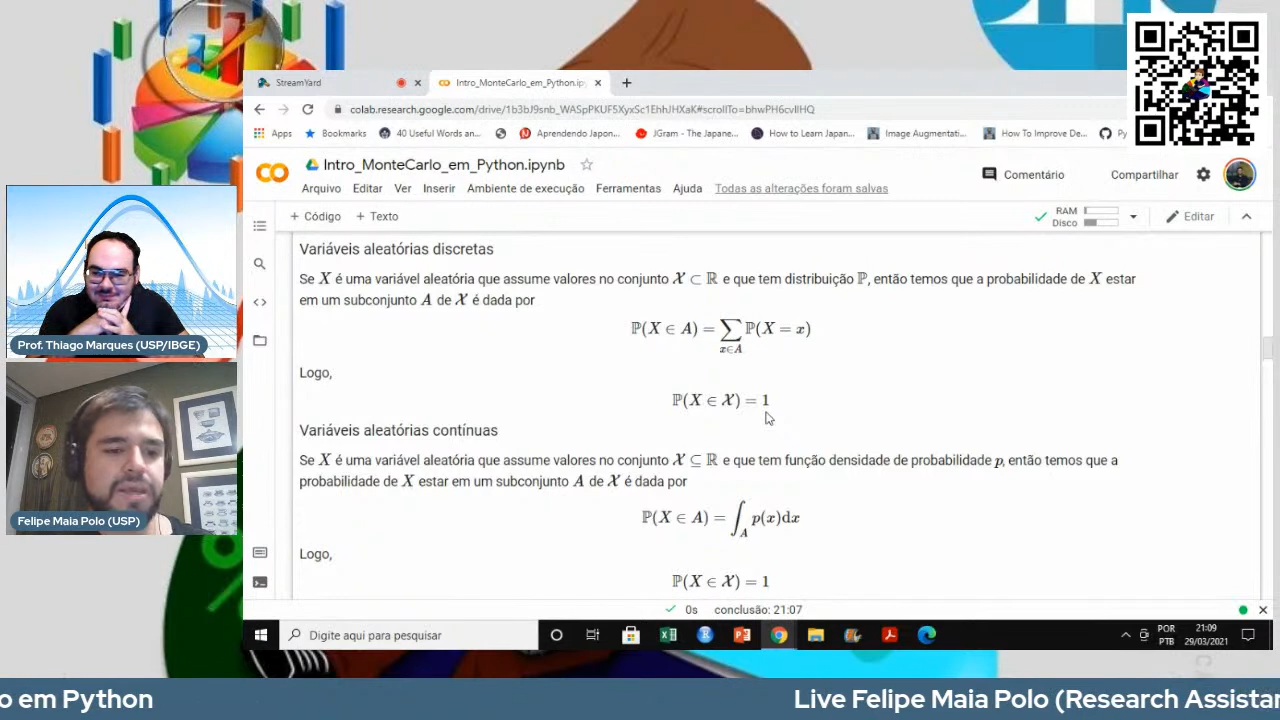 StreamYard
Intro_MonteCarlo_em_Python.ipy
colab.research.google.com/drive/1b3bJ9srn_WASpPKUF5XyxSc1EhhJHXaK#scrollTo=bhwPH6cvlIHQ
Apps
Bookmarks
40 Useful Words an...
Aprendendo Japon...
JGram - The Japane...
How to Learn Japan...
Image Augmentati...
How To Improve De...
Py
Intro_MonteCarlo_em_Python.ipynb
Comentário
Compartilhar
Arquivo Editar Ver Inserir Ambiente de execução Ferramentas Ajuda Todas as alterações foram salvas
+ Código + Texto
RAM
Disco
Editar
Variáveis aleatórias discretas
Se X é uma variável aleatória que assume valores no conjunto 𝒳 ⊂ ℝ e que tem distribuição ℙ, então temos que a probabilidade de X estar
em um subconjunto A de 𝒳 é dada por
ℙ(X ∈ A) = ∑ ℙ(X = x)
x∈A
Logo,
ℙ(X ∈ 𝒳) = 1
Variáveis aleatórias contínuas
Se X é uma variável aleatória que assume valores no conjunto 𝒳 ⊆ ℝ e que tem função densidade de probabilidade p, então temos que a
probabilidade de X estar em um subconjunto A de 𝒳 é dada por
ℙ(X ∈ A) = ∫_A p(x)dx
Logo,
ℙ(X ∈ 𝒳) = 1
0s conclusão: 21:07
Prof. Thiago Marques (USP/IBGE)
Felipe Maia Polo (USP)
Digite aqui para pesquisar
POR
PTB
21:09
29/03/2021
o em Python
Live Felipe Maia Polo (Research Assistan